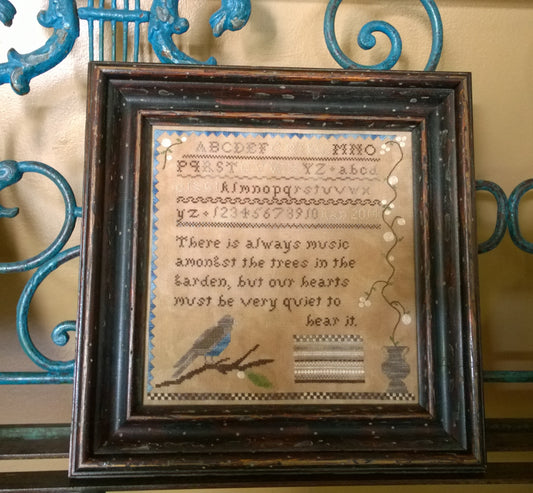 ABCDEF MNO
PQRST YZ abcd
klmnopqrstuvwx
yz 12345678910 2014
There is always music
amongst the trees in the
garden, but our hearts
must be very quiet to
hear it.